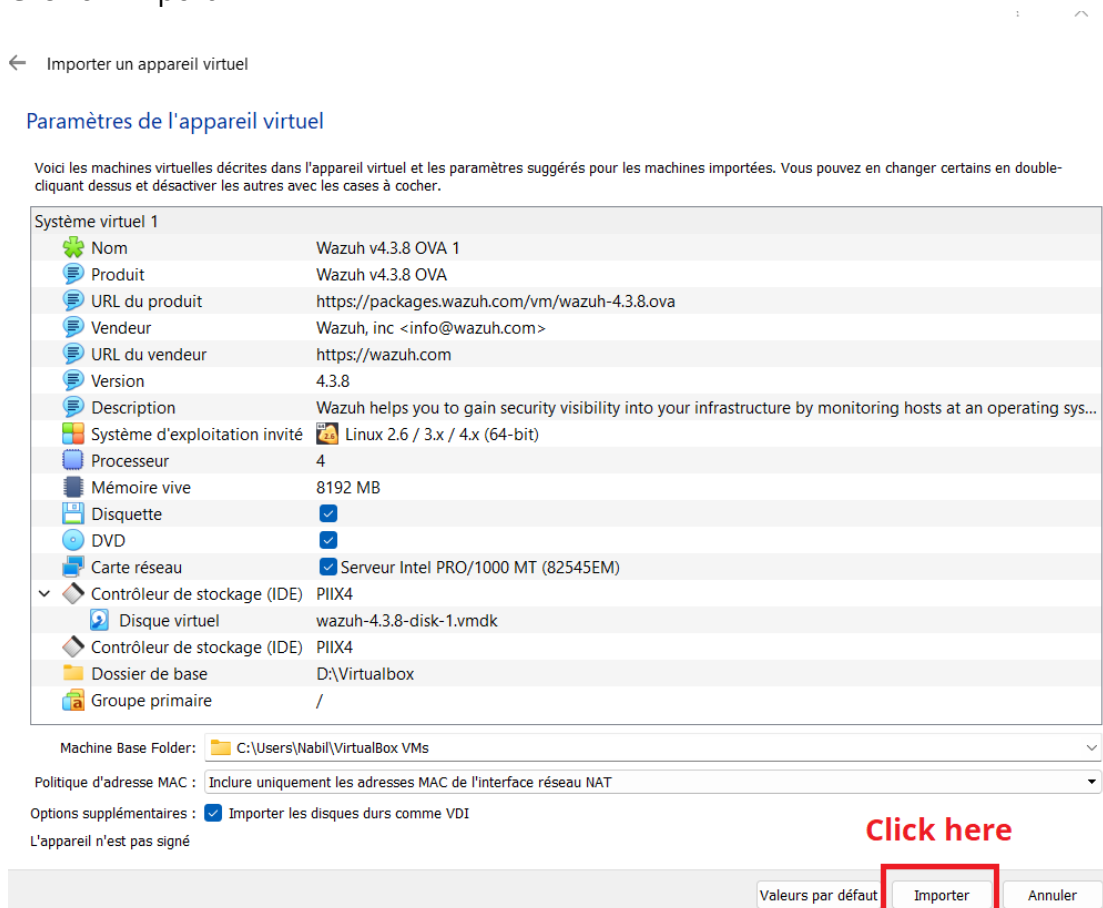 Importer un appareil virtuel
Paramètres de l'appareil virtuel
Voici les machines virtuelles décrites dans l'appareil virtuel et les paramètres suggérés pour les machines importées. Vous pouvez en changer certains en double-
cliquant dessus et désactiver les autres avec les cases à cocher.
Système virtuel 1
Nom Wazuh v4.3.8 OVA 1
Produit Wazuh v4.3.8 OVA
URL du produit https://packages.wazuh.com/vm/wazuh-4.3.8.ova
Vendeur Wazuh, inc <info@wazuh.com>
URL du vendeur https://wazuh.com
Version 4.3.8
Description Wazuh helps you to gain security visibility into your infrastructure by monitoring hosts at an operating sys...
Système d'exploitation invité 2.6 Linux 2.6 / 3.x / 4.x (64-bit)
Processeur 4
Mémoire vive 8192 MB
Disquette
DVD
Carte réseau Serveur Intel PRO/1000 MT (82545EM)
Contrôleur de stockage (IDE) PIIX4
Disque virtuel wazuh-4.3.8-disk-1.vmdk
Contrôleur de stockage (IDE) PIIX4
Dossier de base D:\Virtualbox
Groupe primaire /
Machine Base Folder: C:\Users\Nabil\VirtualBox VMs
Politique d'adresse MAC : Inclure uniquement les adresses MAC de l'interface réseau NAT
Options supplémentaires : Importer les disques durs comme VDI
L'appareil n'est pas signé
Click here
Valeurs par défaut Importer Annuler